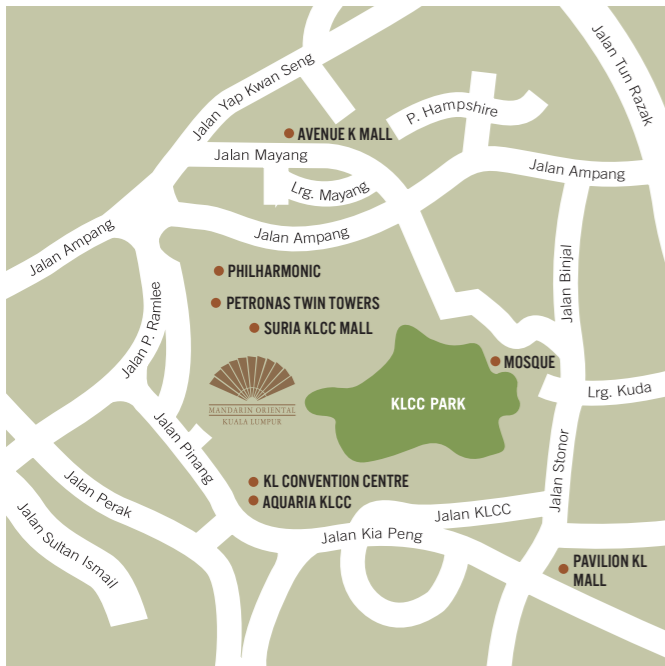 Jalan Tun Razak
Jalan Yap Kwan Seng
P. Hampshire
AVENUE K MALL
Jalan Mayang
Jalan Ampang
Lrg. Mayang
Jalan Ampang
Jalan Ampang
Jalan Binjal
PHILHARMONIC
Jalan P. Ramlee
PETRONAS TWIN TOWERS
SURIA KLCC MALL
MOSQUE
MANDARIN ORIENTAL
KUALA LUMPUR
KLCC PARK
Lrg. Kuda
Jalan Pinang
Jalan Stonor
KL CONVENTION CENTRE
AQUARIA KLCC
Jalan Perak
Jalan KLCC
Jalan Kia Peng
Jalan Sultan Ismail
PAVILION KL
MALL